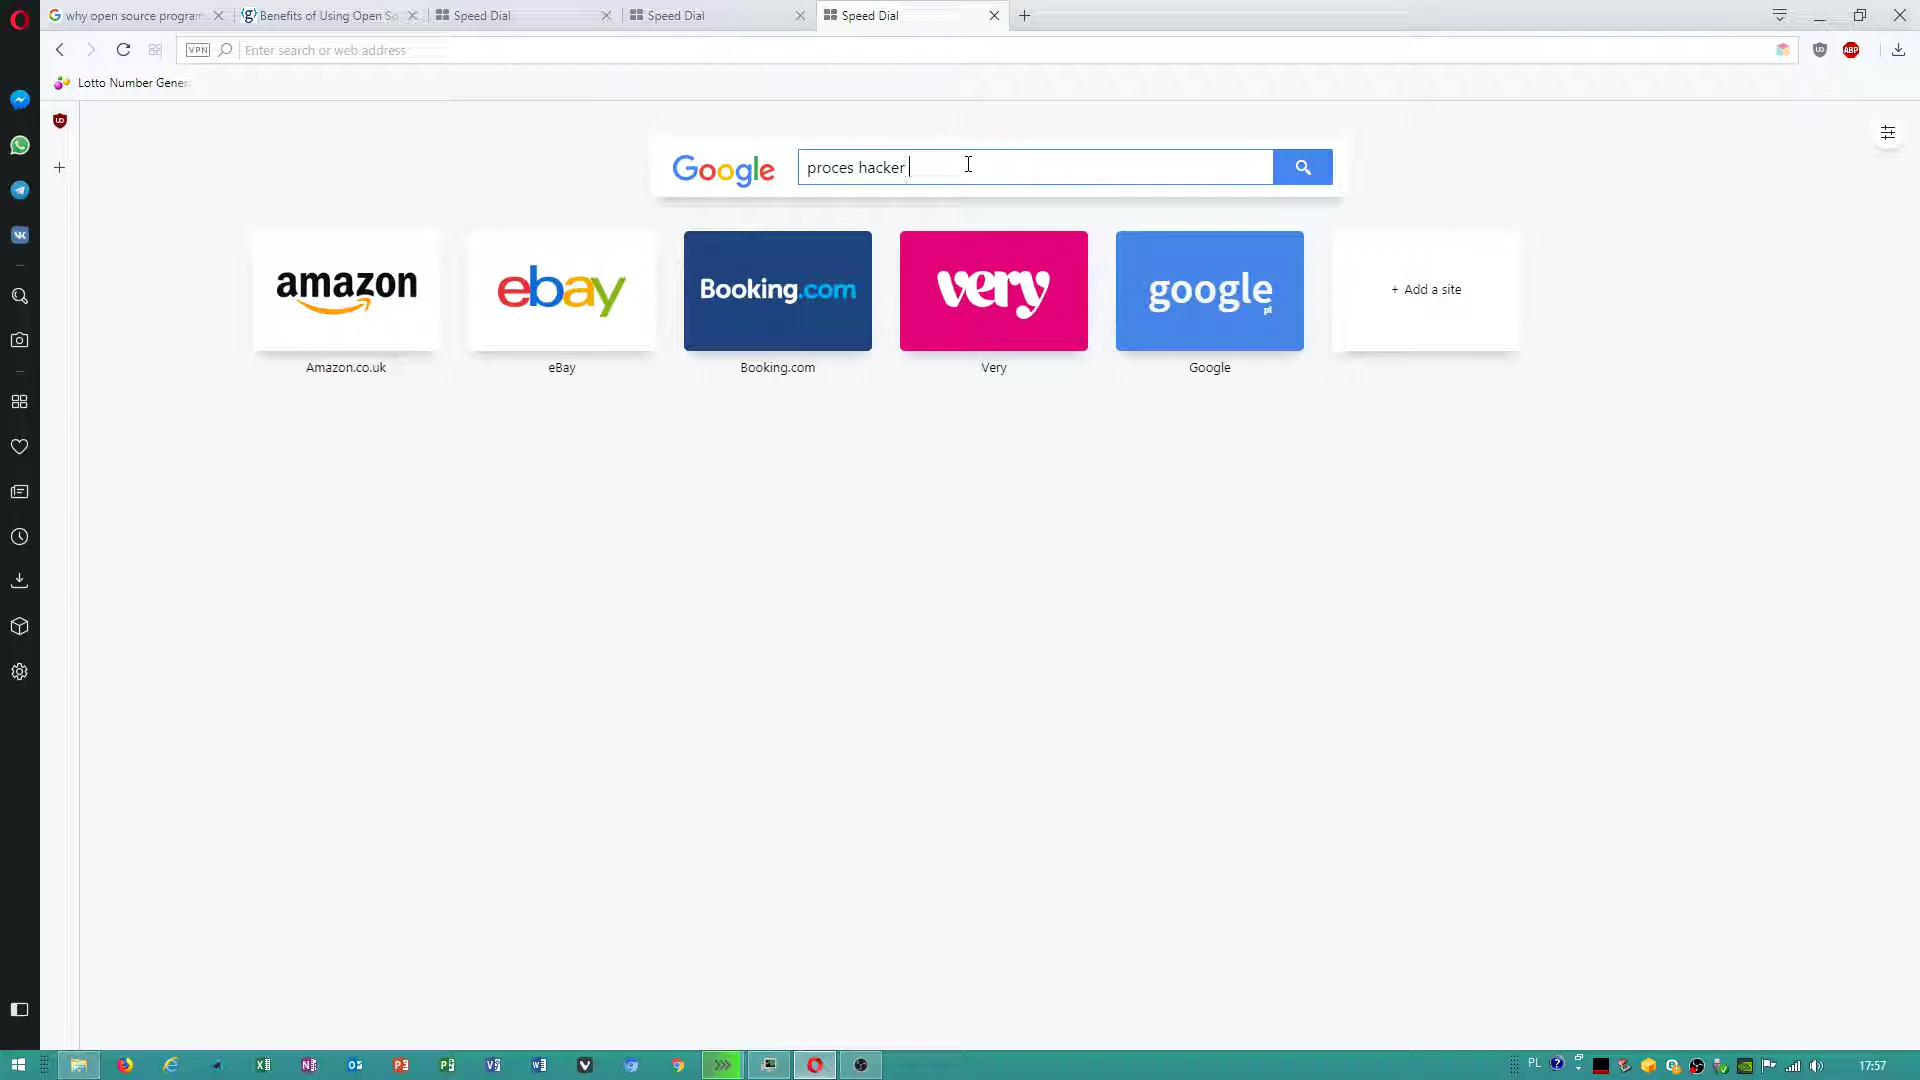 why open source program
Benefits of Using Open So
Speed Dial
Speed Dial
Speed Dial
VPN
Enter search or web address
ABP
Lotto Number Gener
Google
proces hacker
amazon
ebay
Booking.com
very
google
pl
+ Add a site
Amazon.co.uk
eBay
Booking.com
Very
Google
PL
17:57